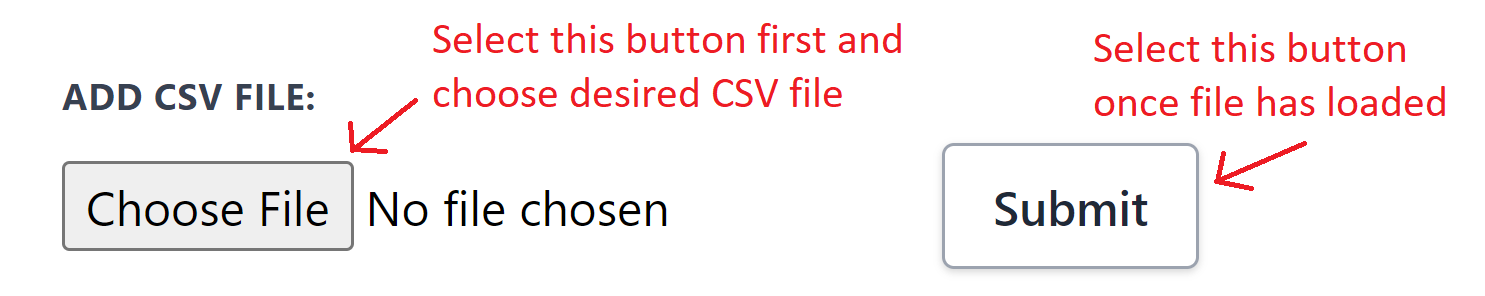 Select this button first and
choose desired CSV file
Select this button
once file has loaded
ADD CSV FILE:
Choose File No file chosen
Submit